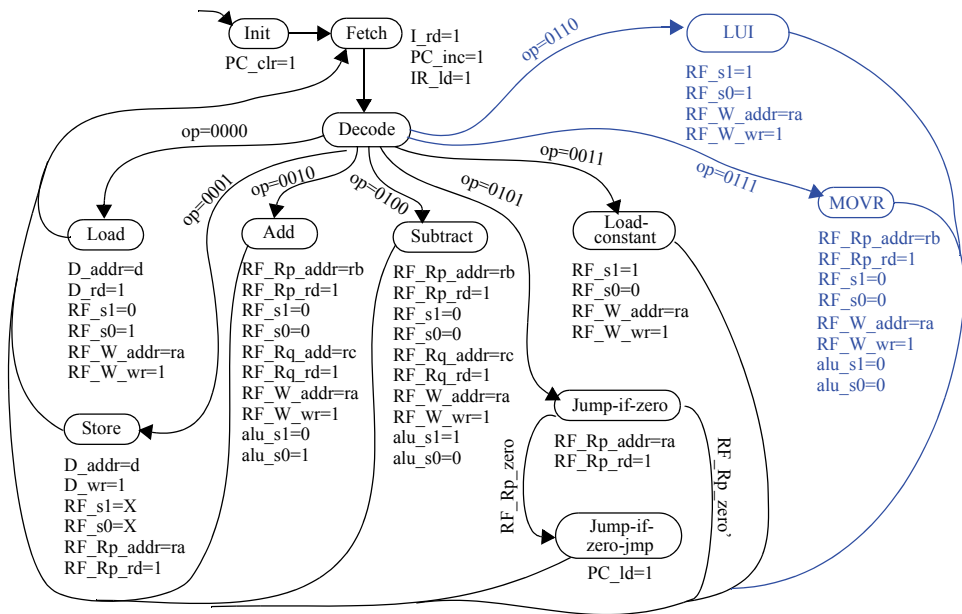 Init
PC_clr=1
Fetch
I_rd=1
PC_inc=1
IR_ld=1
Decode
op=0000
op=0001
op=0010
op=0100
op=0101
op=0011
op=0110
op=0111
LUI
RF_s1=1
RF_s0=1
RF_W_addr=ra
RF_W_wr=1
MOVR
RF_Rp_addr=rb
RF_Rp_rd=1
RF_s1=0
RF_s0=0
RF_W_addr=ra
RF_W_wr=1
alu_s1=0
alu_s0=0
Load
D_addr=d
D_rd=1
RF_s1=0
RF_s0=1
RF_W_addr=ra
RF_W_wr=1
Add
RF_Rp_addr=rb
RF_Rp_rd=1
RF_s1=0
RF_s0=0
RF_Rq_add=rc
RF_Rq_rd=1
RF_W_addr=ra
RF_W_wr=1
alu_s1=0
alu_s0=1
Subtract
RF_Rp_addr=rb
RF_Rp_rd=1
RF_s1=0
RF_s0=0
RF_Rq_addr=rc
RF_Rq_rd=1
RF_W_addr=ra
RF_W_wr=1
alu_s1=1
alu_s0=0
Load-
constant
RF_s1=1
RF_s0=0
RF_W_addr=ra
RF_W_wr=1
Store
D_addr=d
D_wr=1
RF_s1=X
RF_s0=X
RF_Rp_addr=ra
RF_Rp_rd=1
Jump-if-zero
RF_Rp_addr=ra
RF_Rp_rd=1
RF_Rp_zero
RF_Rp_zero’
Jump-if-
zero-jmp
PC_ld=1